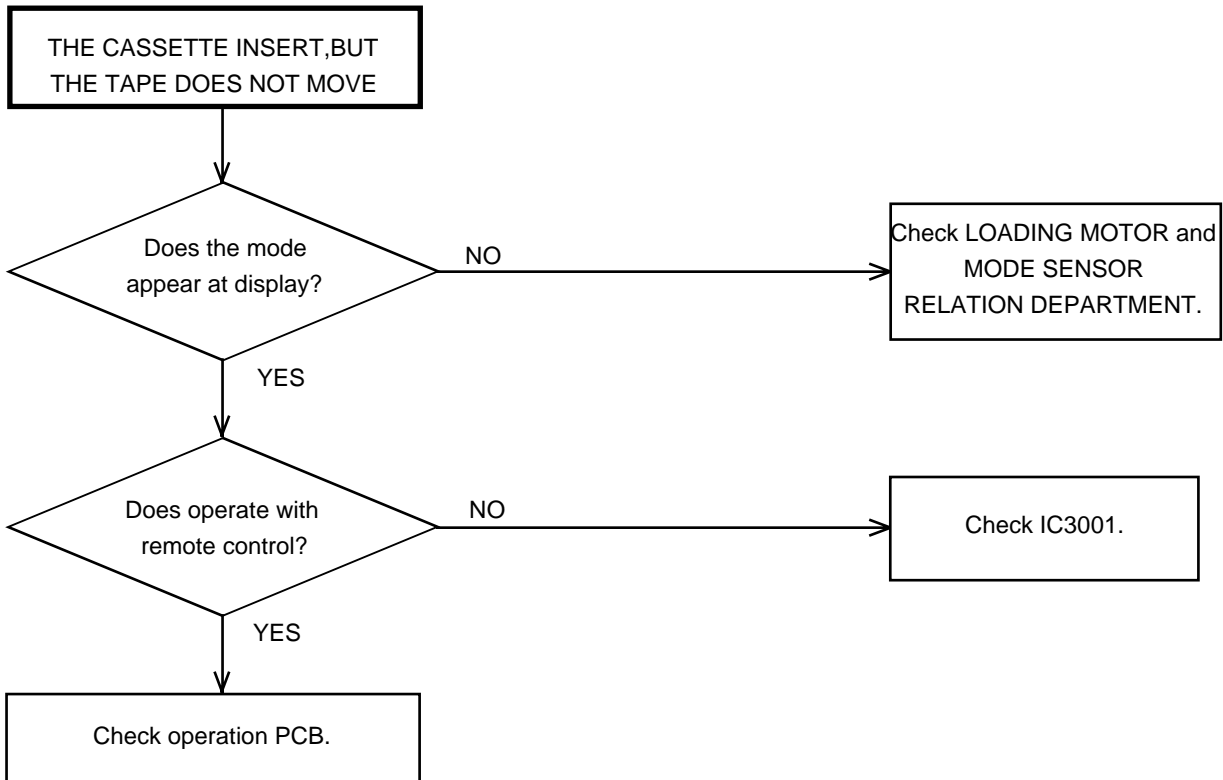 THE CASSETTE INSERT,BUT
THE TAPE DOES NOT MOVE
Does the mode
appear at display?
NO
Check LOADING MOTOR and
MODE SENSOR
RELATION DEPARTMENT.
YES
Does operate with
remote control?
NO
Check IC3001.
YES
Check operation PCB.